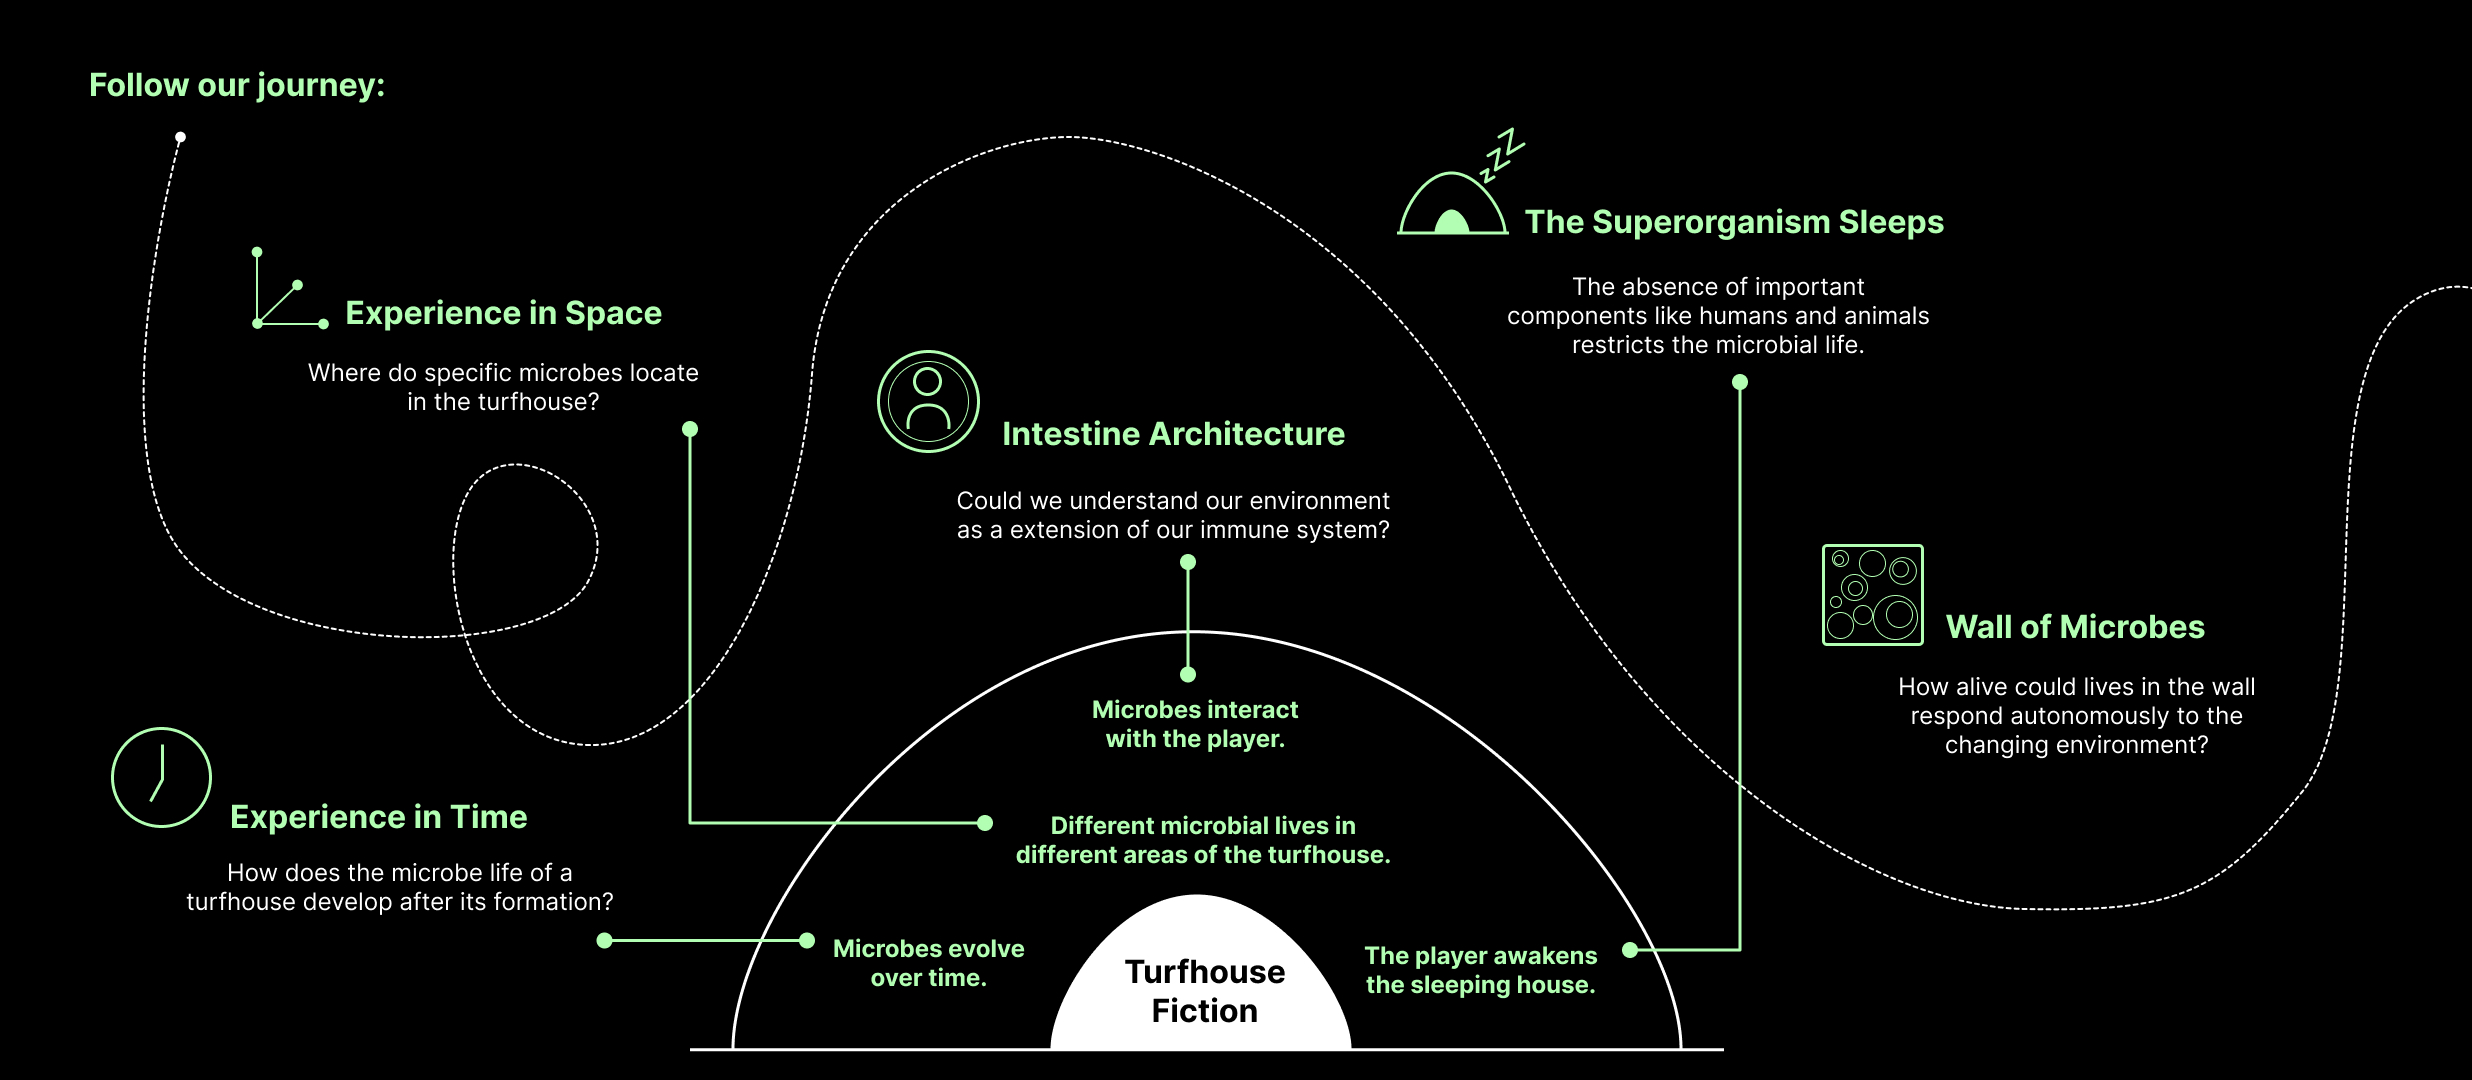 Follow our journey:
Experience in Space
Where do specific microbes locate
in the turfhouse?
Experience in Time
How does the microbe life of a
turfhouse develop after its formation?
Intestine Architecture
Could we understand our environment
as a extension of our immune system?
zZZ
The Superorganism Sleeps
The absence of important
components like humans and animals
restricts the microbial life.
Wall of Microbes
How alive could lives in the wall
respond autonomously to the
changing environment?
Microbes interact
with the player.
Different microbial lives in
different areas of the turfhouse.
Microbes evolve
over time.
The player awakens
the sleeping house.
Turfhouse
Fiction